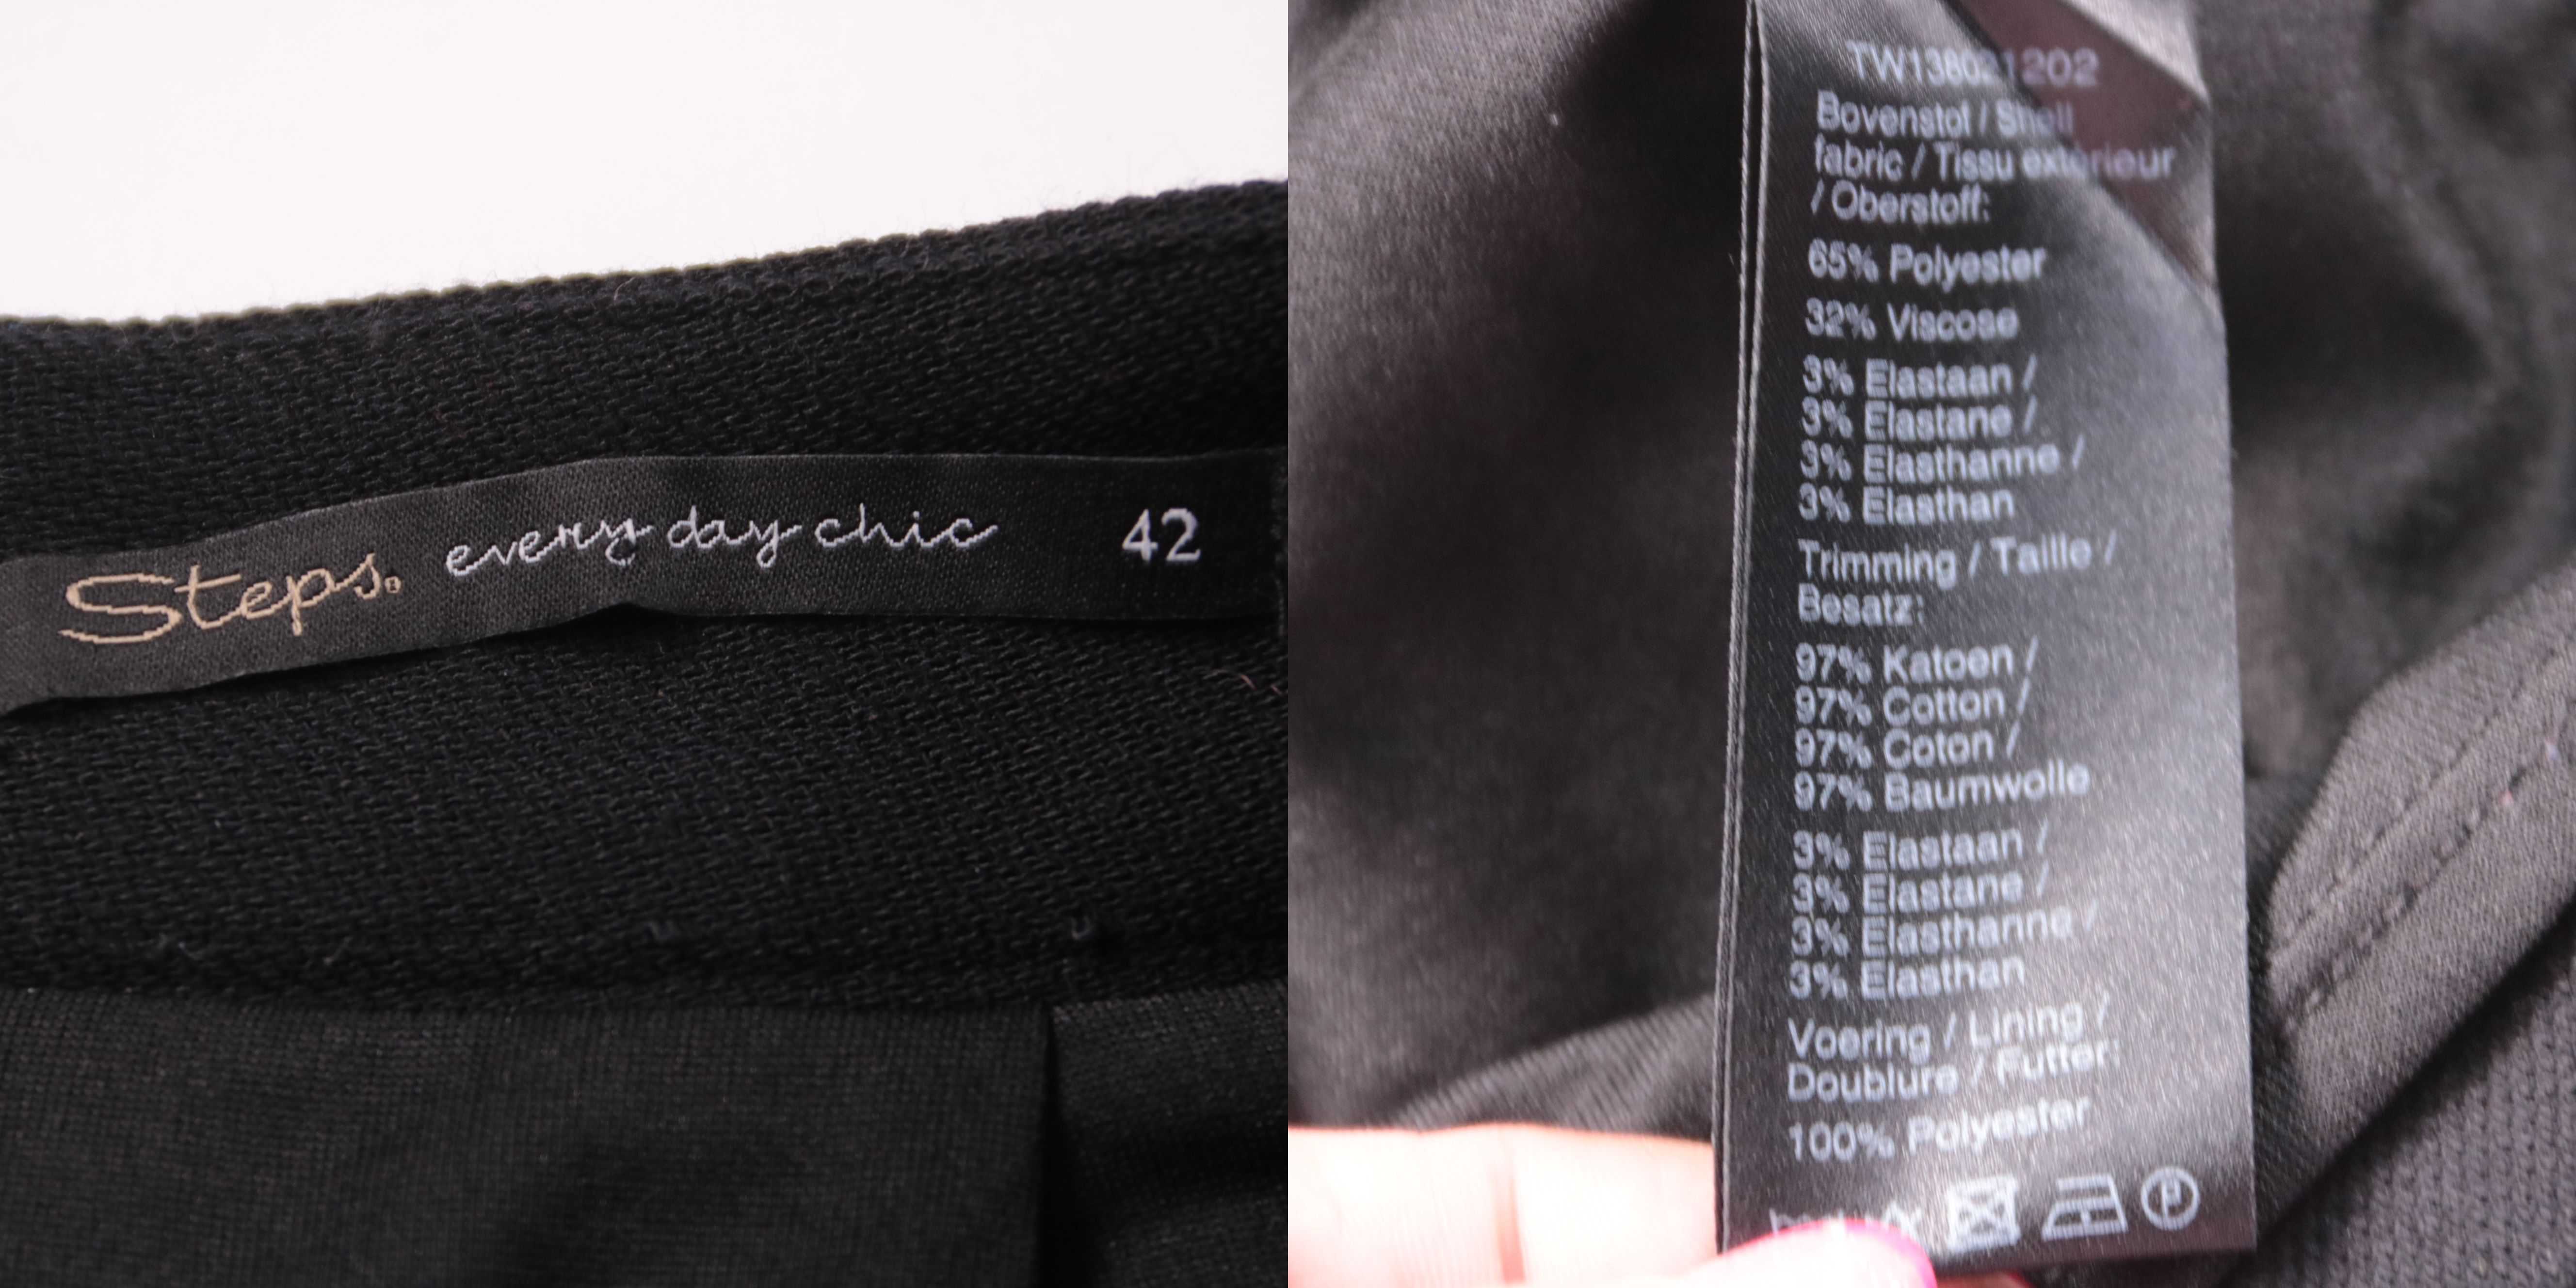 Steps. every day chic 42
TW138021202
Bovenstof / Shell
fabric / Tissu extérieur
/ Oberstoff:
65% Polyester
32% Viscose
3% Elastaan /
3% Elastane /
3% Elasthanne /
3% Elasthan
Trimming / Taille /
Besatz:
97% Katoen /
97% Cotton /
97% Coton /
97% Baumwolle
3% Elastaan /
3% Elastane /
3% Elasthanne /
3% Elasthan
Voering / Lining /
Doublure / Futter:
100% Polyester
P